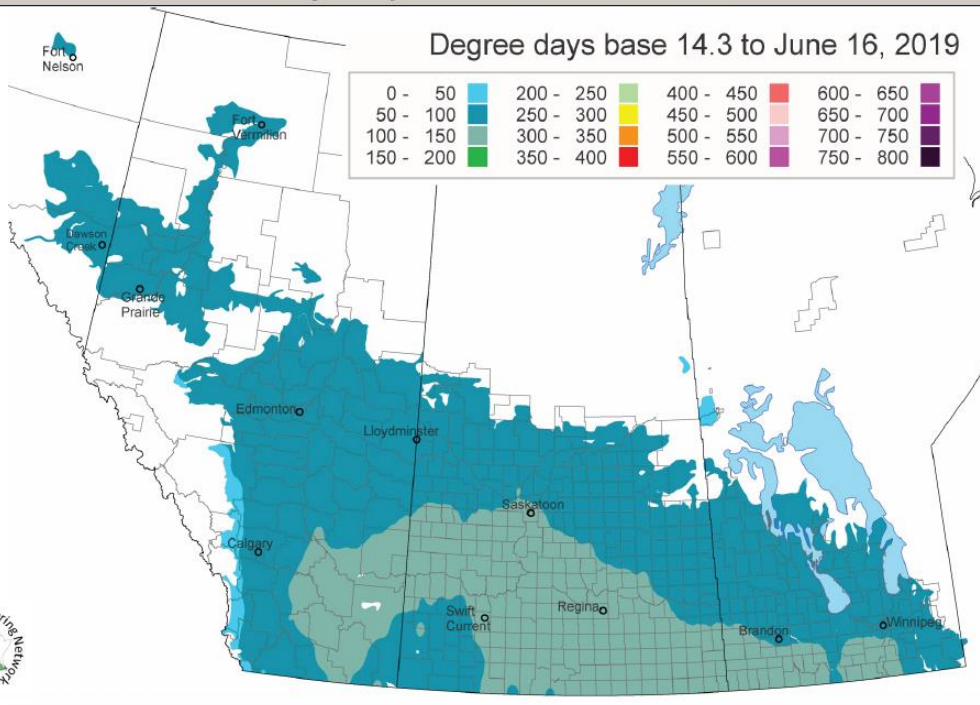 Degree days base 14.3 to June 16, 2019
0 - 50 200 - 250 400 - 450 600 - 650
50 - 100 250 - 300 450 - 500 650 - 700
100 - 150 300 - 350 500 - 550 700 - 750
150 - 200 350 - 400 550 - 600 750 - 800
Fort
Nelson
Fort
Vermilion
Dawson
Creek
Grande
Prairie
Edmonton
Lloydminster
Saskatoon
Calgary
Swift
Current
Regina
Brandon
Winnipeg
ring Network